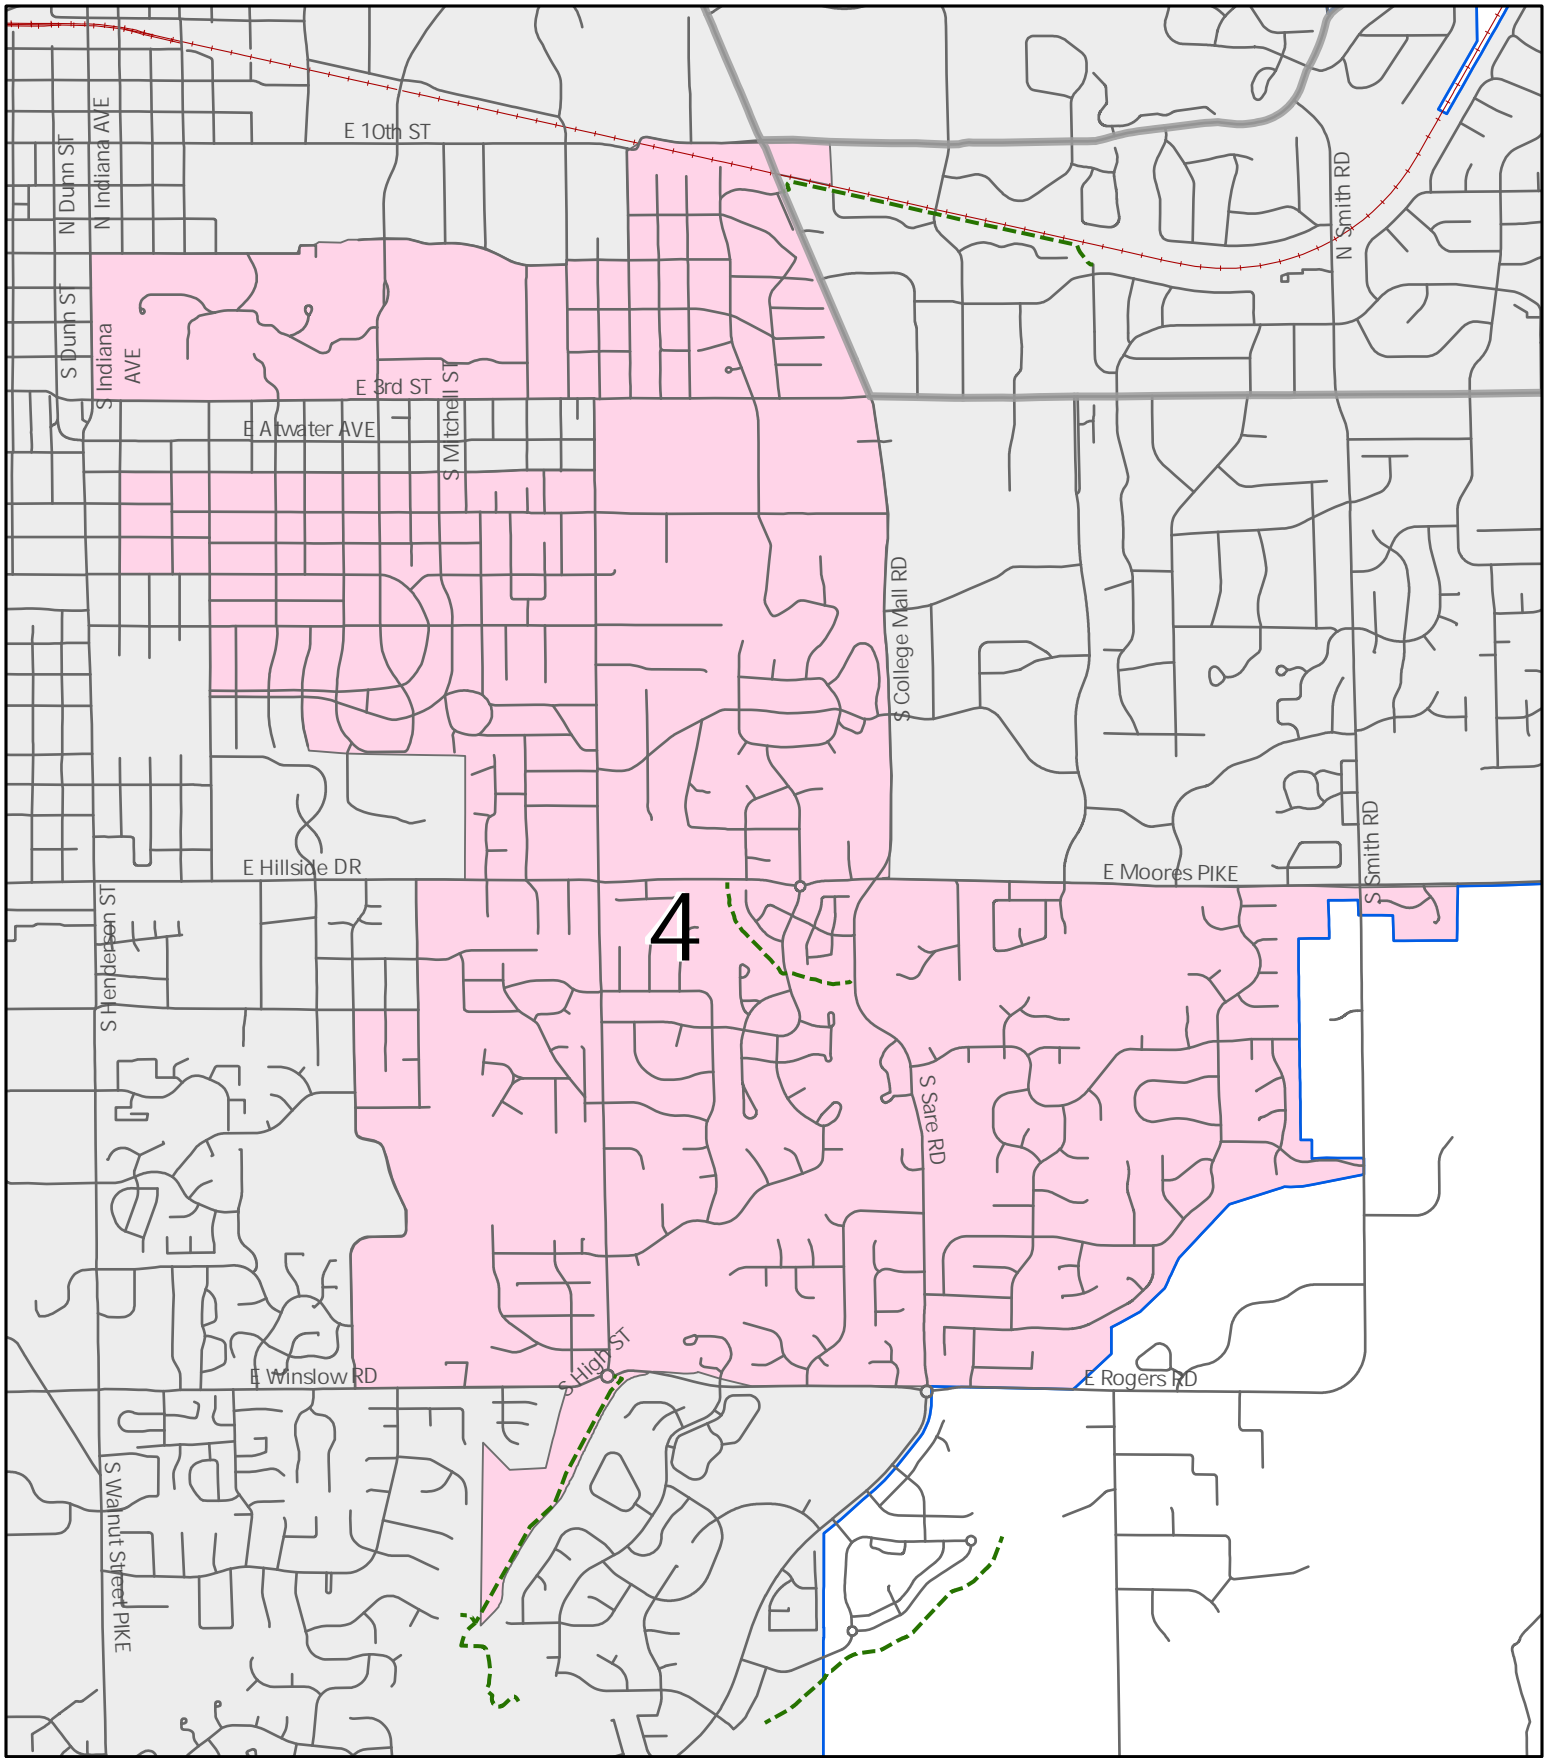 E 10th ST
N Dunn ST
N Indiana AVE
N Smith RD
S Dunn ST
S Indiana
AVE
E 3rd ST
S Mitchell ST
E Atwater AVE
S College Mall RD
E Hillside DR
E Moores PIKE
S Smith RD
4
S Henderson ST
S Sare RD
S High ST
E Winslow RD
E Rogers RD
S Walnut Street PIKE